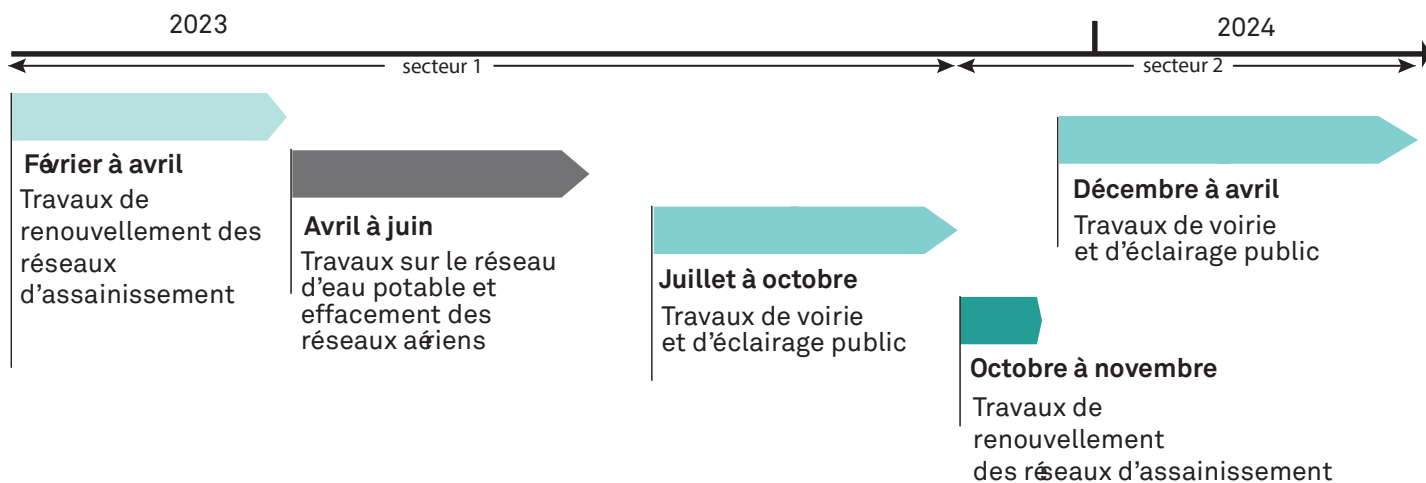 2023
2024
secteur 1
secteur 2
Février à avril
Travaux de
renouvellement des
réseaux
d'assainissement
Avril à juin
Travaux sur le réseau
d'eau potable et
effacement des
réseaux aériens
Juillet à octobre
Travaux de voirie
et d'éclairage public
Octobre à novembre
Travaux de
renouvellement
des réseaux d'assainissement
Décembre à avril
Travaux de voirie
et d'éclairage public